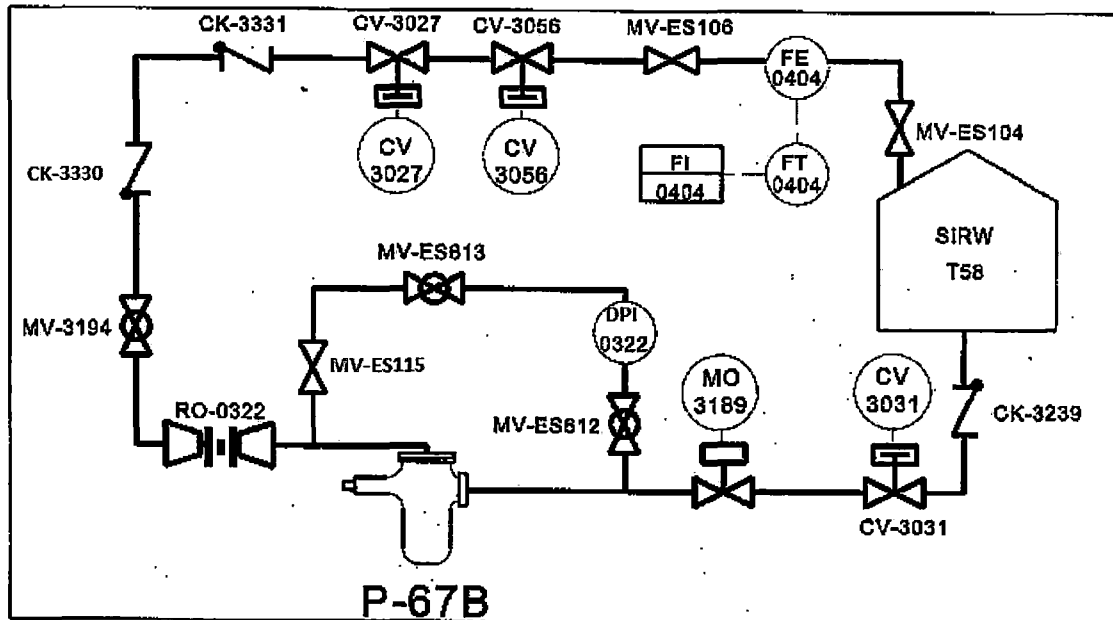 CK-3331
CV-3027
CV-3056
MV-ES106
FE
0404
CV
3027
CV
3056
FI
0404
FT
0404
MV-ES104
CK-3330
SIRW
T58
MV-ES613
MV-3194
DPI
0322
MV-ES115
RO-0322
MV-ES612
MO
3189
CV
3031
CK-3239
CV-3031
P-67B